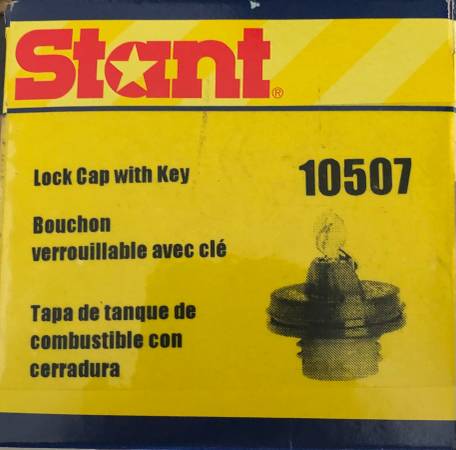 Stant®
Lock Cap with Key
10507
Bouchon
verrouillable avec clé
Tapa de tanque de
combustible con
cerradura